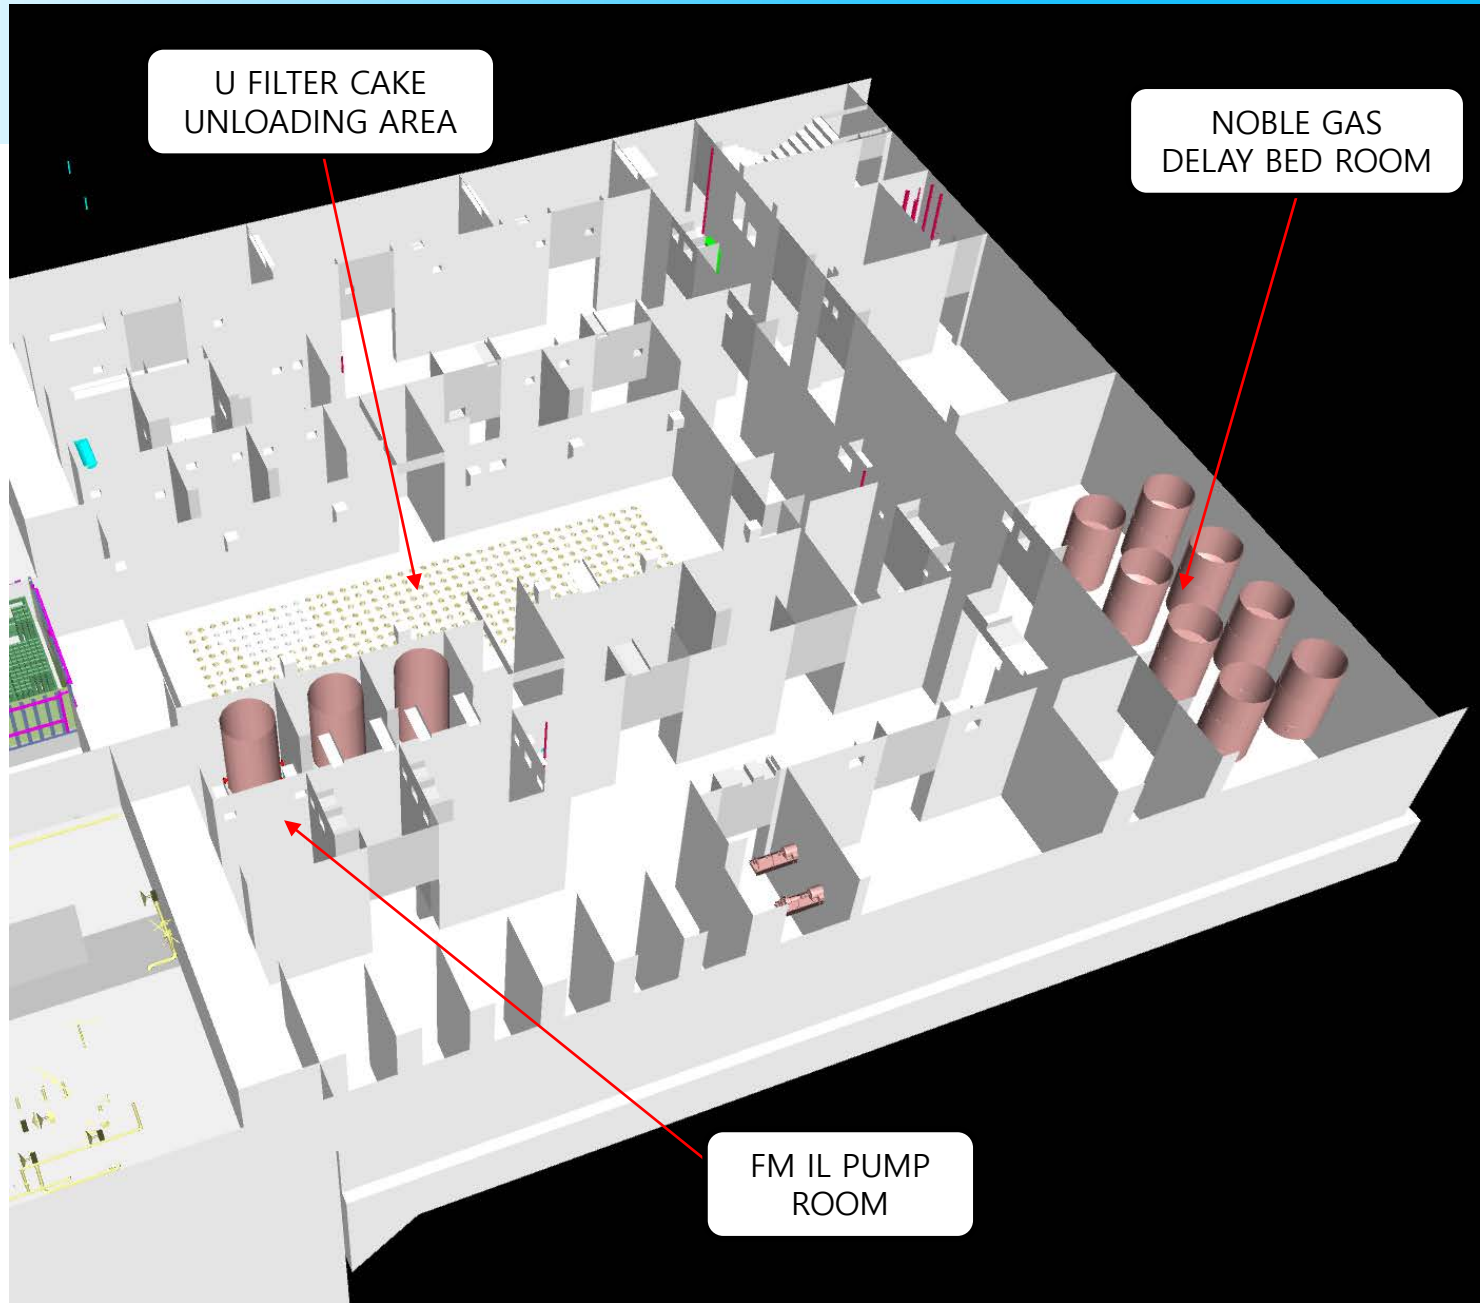 U FILTER CAKE
UNLOADING AREA
NOBLE GAS
DELAY BED ROOM
FM IL PUMP
ROOM